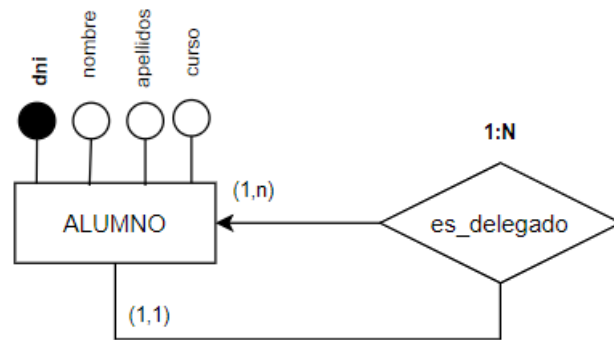 dni
nombre
apellidos
curso
1:N
(1,n)
ALUMNO
es_delegado
(1,1)